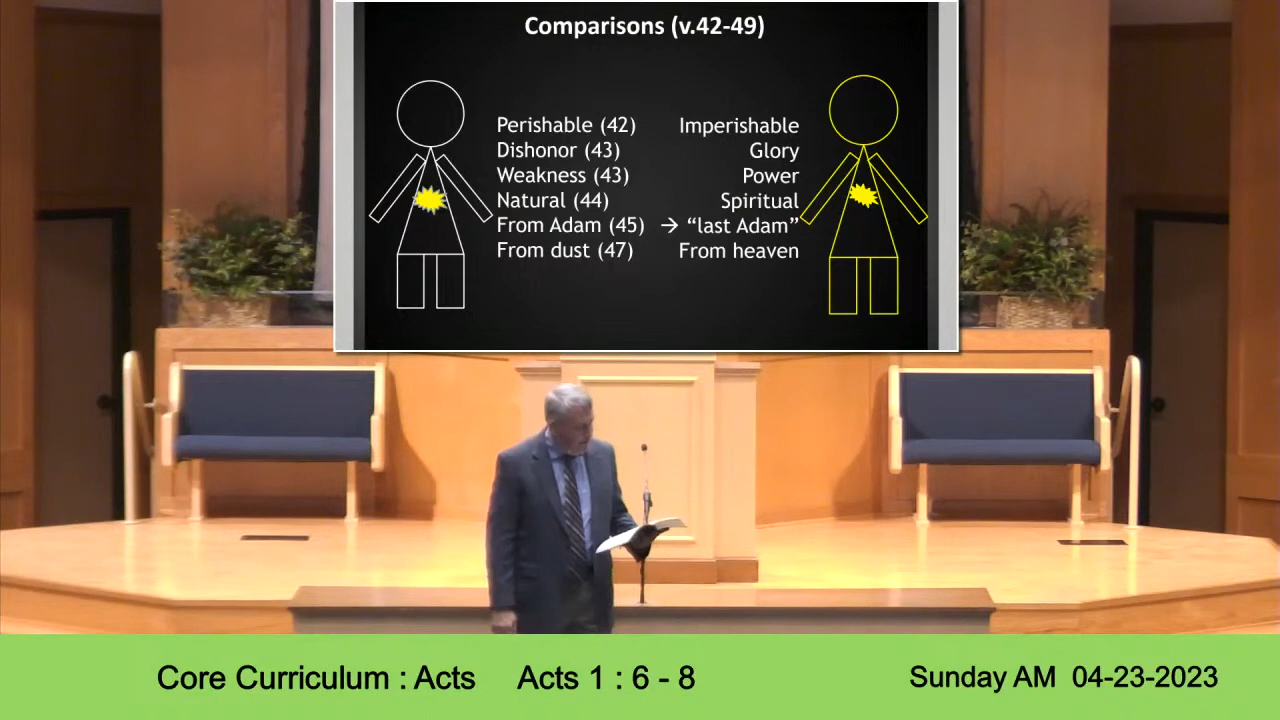 Comparisons (v.42-49)
Perishable (42) Imperishable
Dishonor (43) Glory
Weakness (43) Power
Natural (44) Spiritual
From Adam (45) → “last Adam”
From dust (47) From heaven
Core Curriculum : Acts Acts 1 : 6 - 8 Sunday AM 04-23-2023